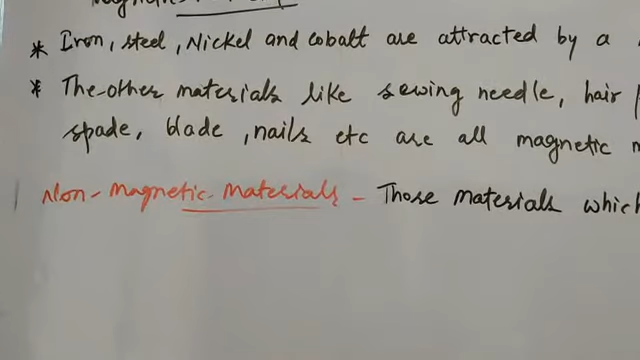 * Iron, steel, Nickel and cobalt are attracted by a
* The other materials like sewing needle, hair
spade, blade, nails etc are all magnetic
Non-Magnetic Materials - Those materials which